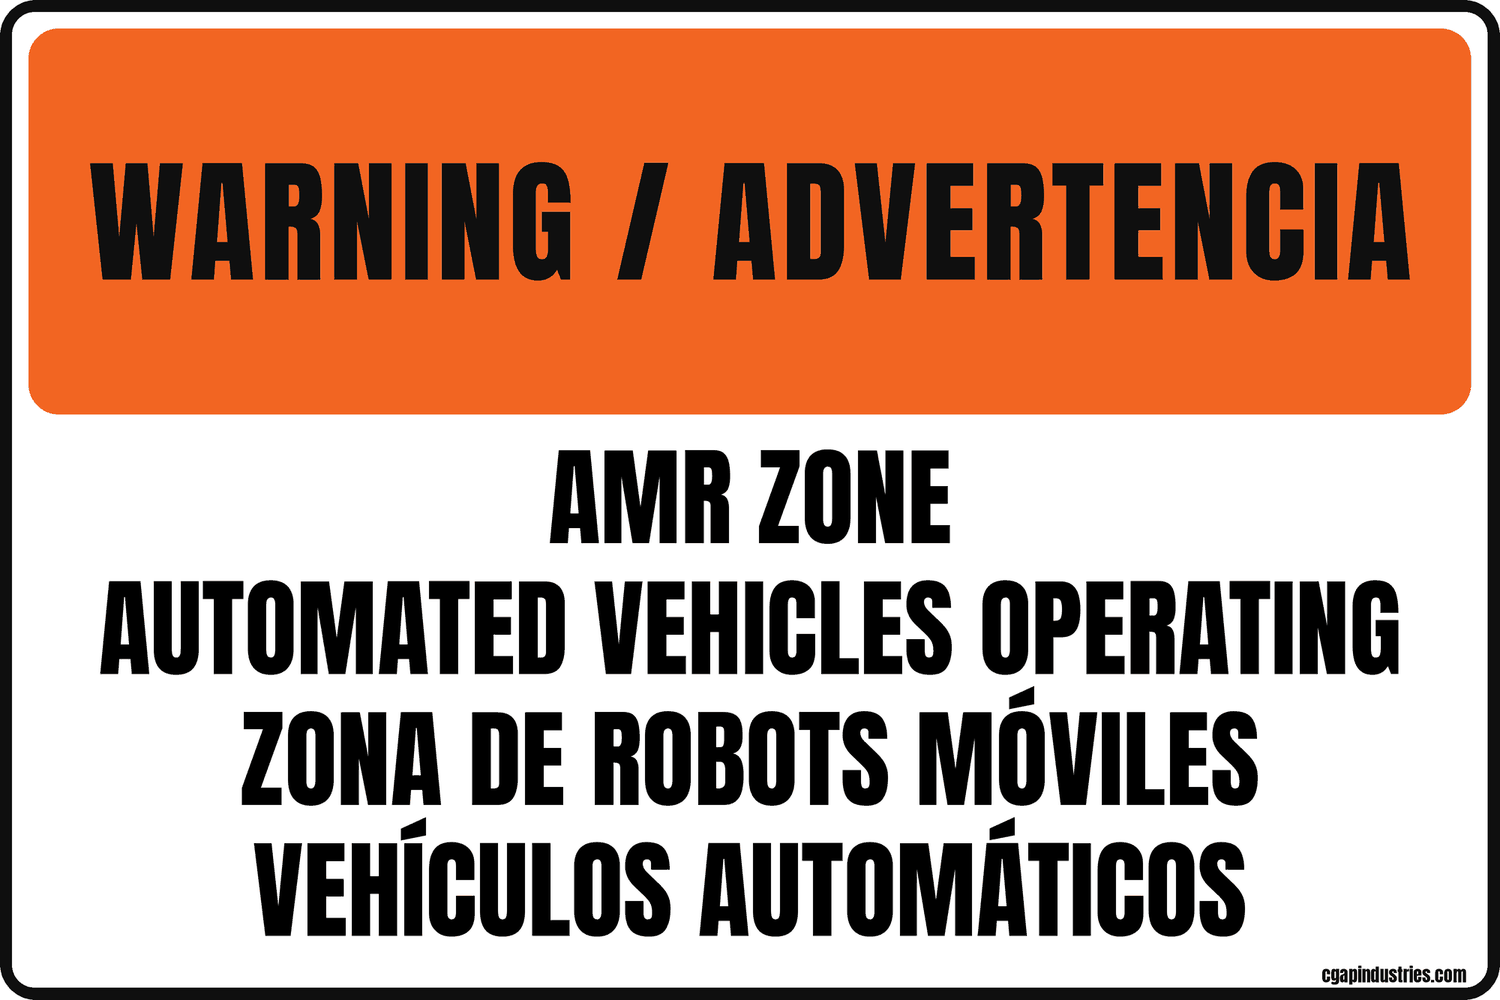 WARNING / ADVERTENCIA
AMR ZONE
AUTOMATED VEHICLES OPERATING
ZONA DE ROBOTS MÓVILES
VEHÍCULOS AUTOMÁTICOS
cgapindustries.com